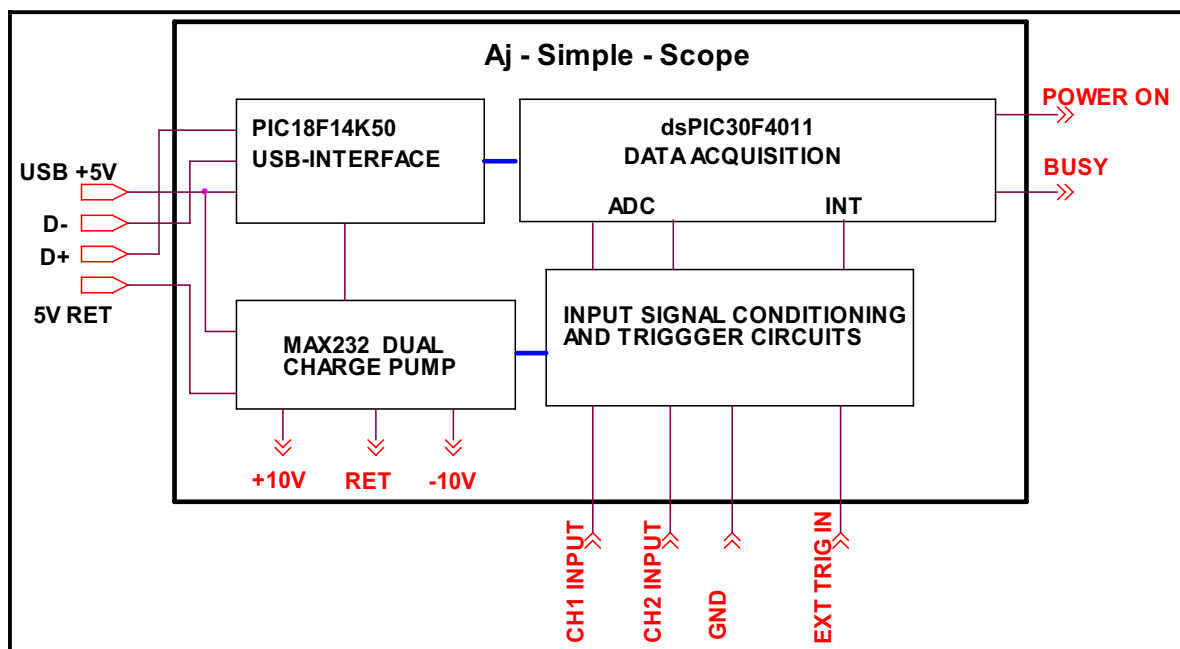 Aj - Simple - Scope
PIC18F14K50
USB-INTERFACE
dsPIC30F4011
DATA ACQUISITION
ADC
INT
POWER ON
BUSY
USB +5V
D-
D+
5V RET
MAX232 DUAL
CHARGE PUMP
INPUT SIGNAL CONDITIONING
AND TRIGGGER CIRCUITS
+10V
RET
-10V
CH1 INPUT
CH2 INPUT
GND
EXT TRIG IN